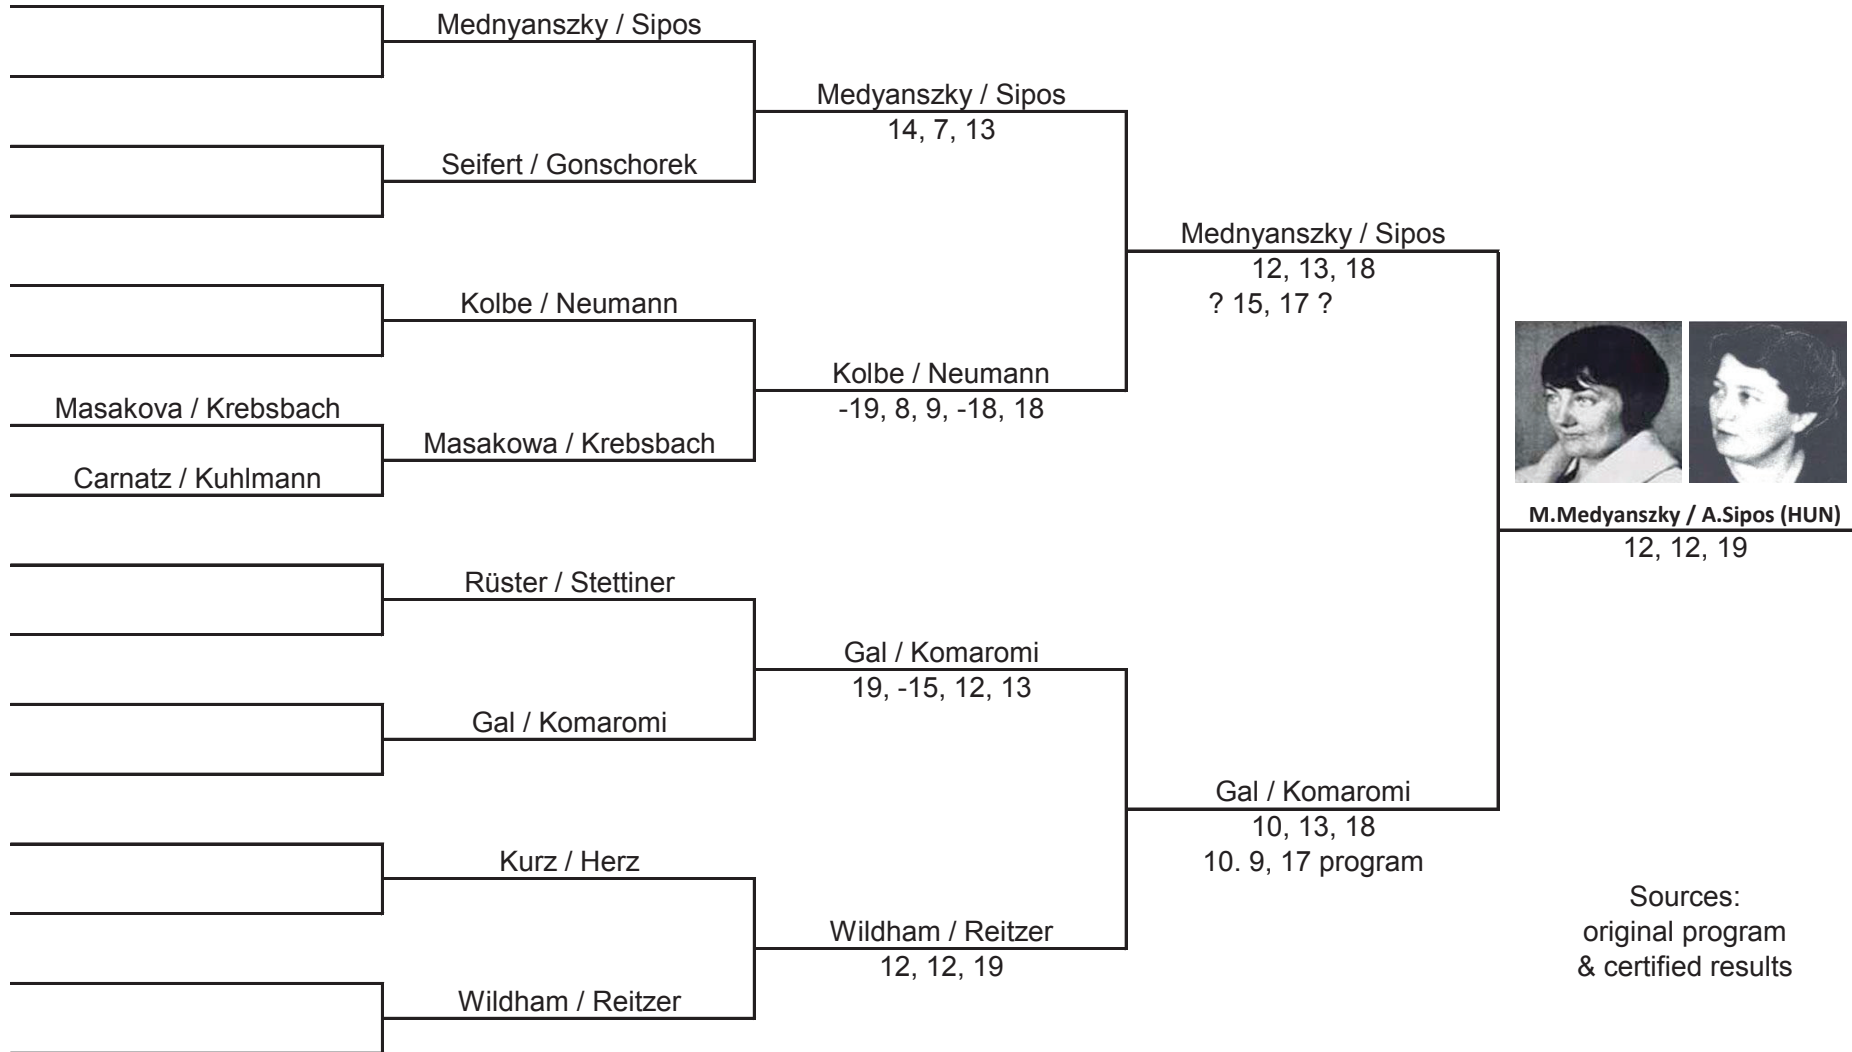 Mednyanszky / Sipos
Medyanszky / Sipos
14, 7, 13
Seifert / Gonschorek
Mednyanszky / Sipos
12, 13, 18
? 15, 17 ?
Kolbe / Neumann
Kolbe / Neumann
-19, 8, 9, -18, 18
Masakova / Krebsbach
Masakowa / Krebsbach
Carnatz / Kuhlmann
M.Medyanszky / A.Sipos (HUN)
12, 12, 19
Rüster / Stettiner
Gal / Komaromi
19, -15, 12, 13
Gal / Komaromi
Gal / Komaromi
10, 13, 18
10. 9, 17 program
Kurz / Herz
Wildham / Reitzer
12, 12, 19
Wildham / Reitzer
Sources:
original program
& certified results